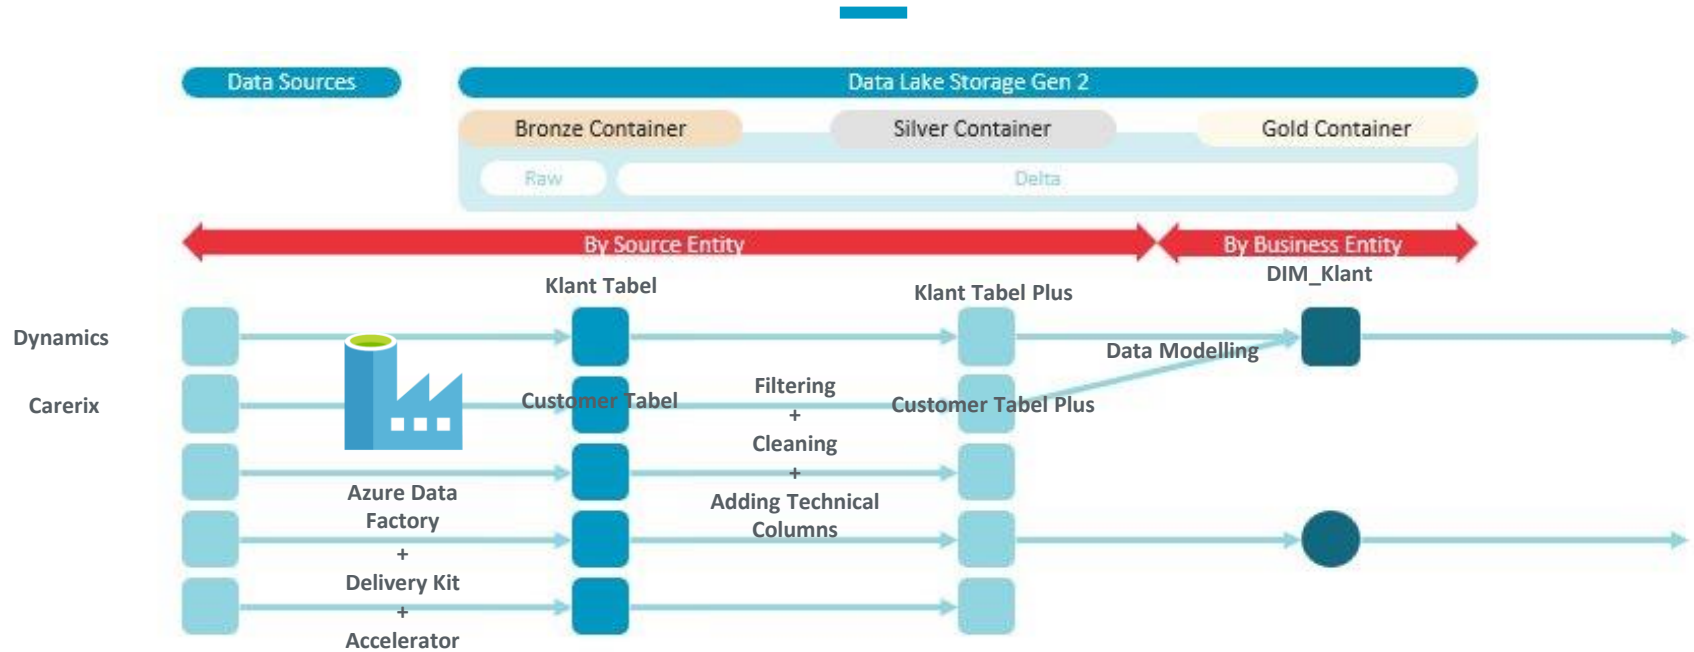 Data Sources
Data Lake Storage Gen 2
Bronze Container
Silver Container
Gold Container
Raw
Delta
By Source Entity
By Business Entity
DIM_Klant
Klant Tabel
Klant Tabel Plus
Dynamics
Data Modelling
Carerix
Customer Tabel
Filtering
+
Cleaning
+
Adding Technical
Columns
Customer Tabel Plus
Azure Data
Factory
+
Delivery Kit
+
Accelerator